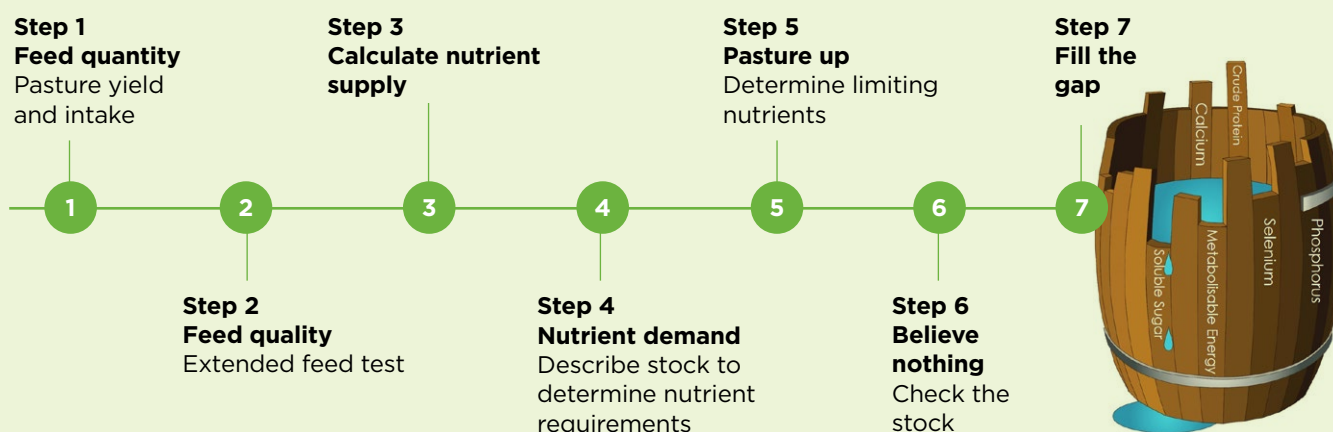 Step 1
Feed quantity
Pasture yield
and intake
Step 3
Calculate nutrient
supply
Step 5
Pasture up
Determine limiting
nutrients
Step 7
Fill the
gap
1
2
3
4
5
6
7
Step 2
Feed quality
Extended feed test
Step 4
Nutrient demand
Describe stock to
determine nutrient
requirements
Step 6
Believe
nothing
Check the
stock
Calcium
Crude Protein
Soluble Sugar
Metabolisable Energy
Selenium
Phosphorus